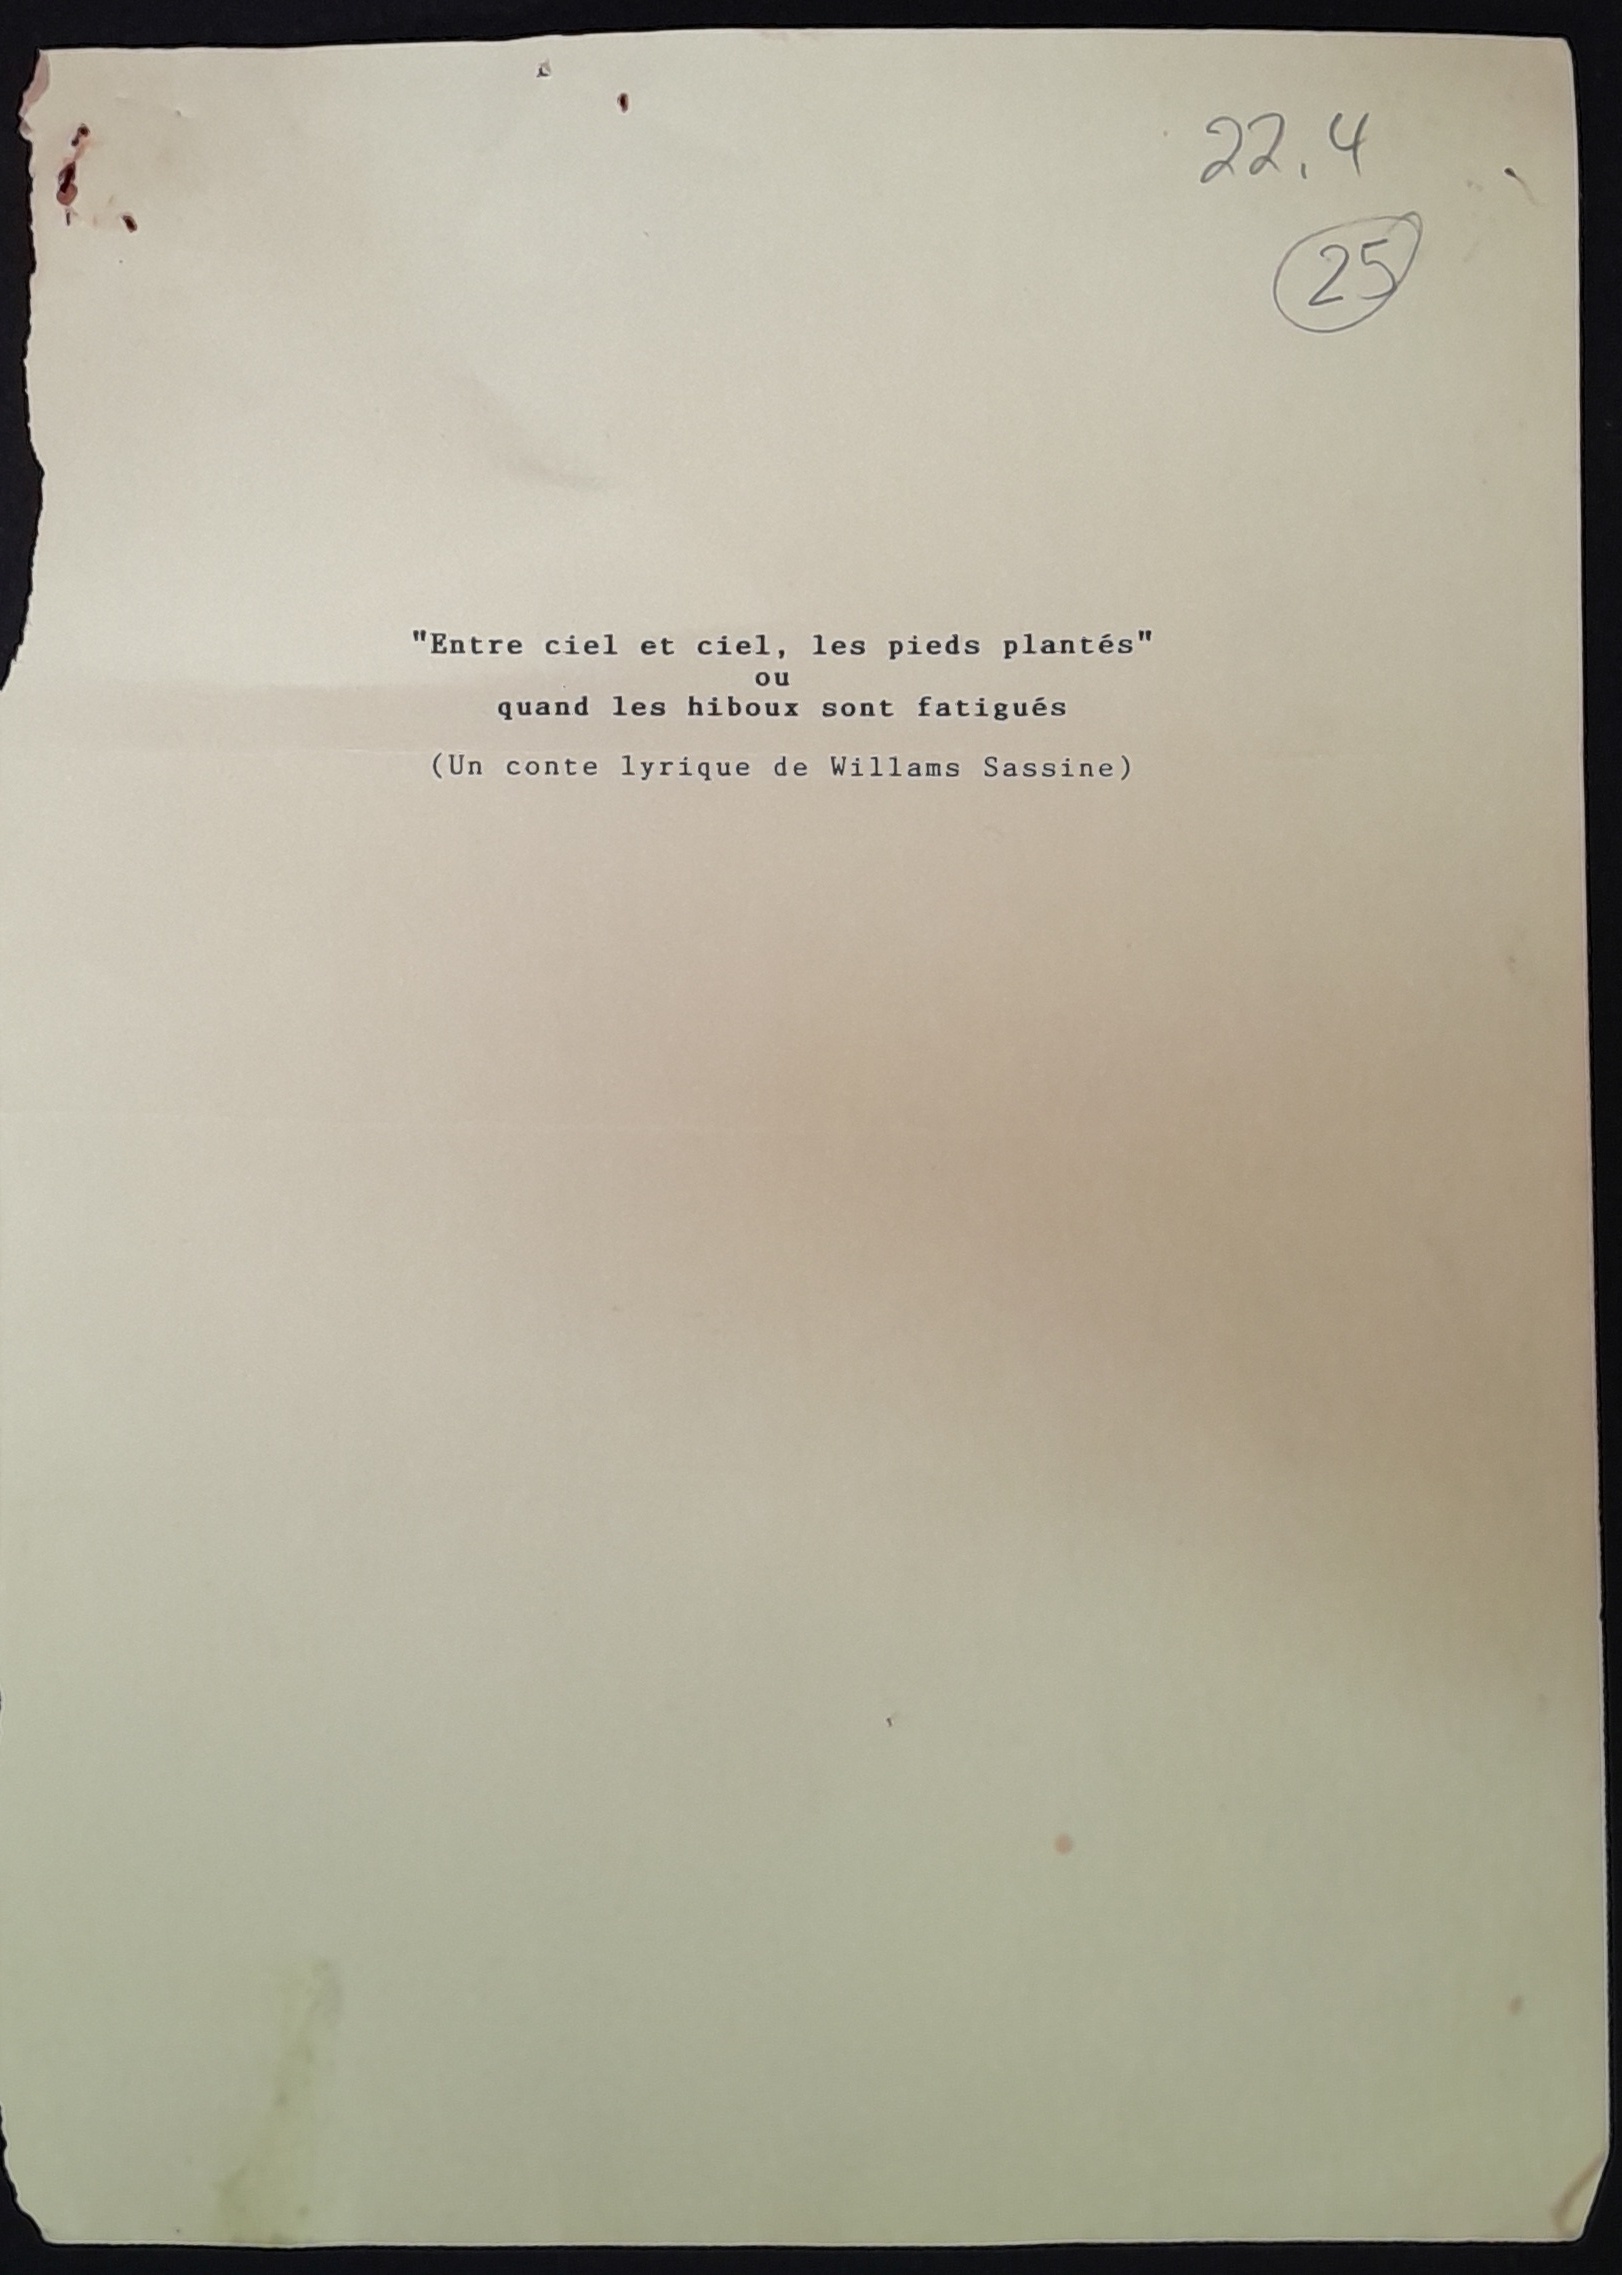 22.4
25
"Entre ciel et ciel, les pieds plantés"
ou
quand les hiboux sont fatigués
(Un conte lyrique de Willams Sassine)